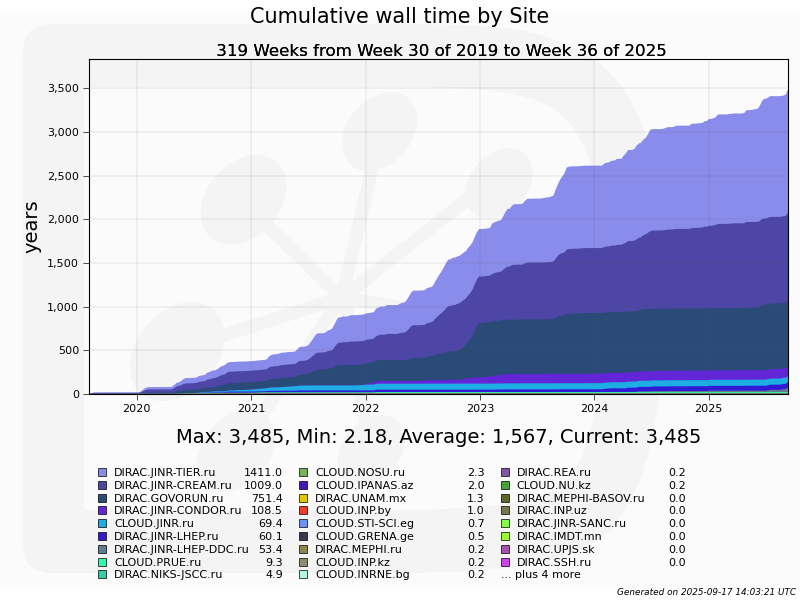 Cumulative wall time by Site
319 Weeks from Week 30 of 2019 to Week 36 of 2025
3,500
3,000
2,500
2,000
1,500
1,000
500
0
years
2020 2021 2022 2023 2024 2025
Max: 3,485, Min: 2.18, Average: 1,567, Current: 3,485
DIRAC.JINR-TIER.ru 1411.0 CLOUD.NOSU.ru 2.3 DIRAC.REA.ru 0.2
DIRAC.JINR-CREAM.ru 1009.0 CLOUD.IPANAS.az 2.0 CLOUD.NU.kz 0.2
DIRAC.GOVORUN.ru 751.4 DIRAC.UNAM.mx 1.3 DIRAC.MEPHI-BASOV.ru 0.0
DIRAC.JINR-CONDOR.ru 108.5 CLOUD.INP.by 1.0 DIRAC.INP.uz 0.0
CLOUD.JINR.ru 69.4 CLOUD.STI-SCI.eg 0.7 DIRAC.JINR-SANC.ru 0.0
DIRAC.JINR-LHEP.ru 60.1 CLOUD.GRENA.ge 0.5 DIRAC.IMDT.mn 0.0
DIRAC.JINR-LHEP-DDC.ru 53.4 DIRAC.MEPHI.ru 0.2 DIRAC.UPJS.sk 0.0
CLOUD.PRUE.ru 9.3 CLOUD.INP.kz 0.2 DIRAC.SSH.ru 0.0
DIRAC.NIKS-JSCC.ru 4.9 CLOUD.INRNE.bg 0.2 ... plus 4 more
Generated on 2025-09-17 14:03:21 UTC